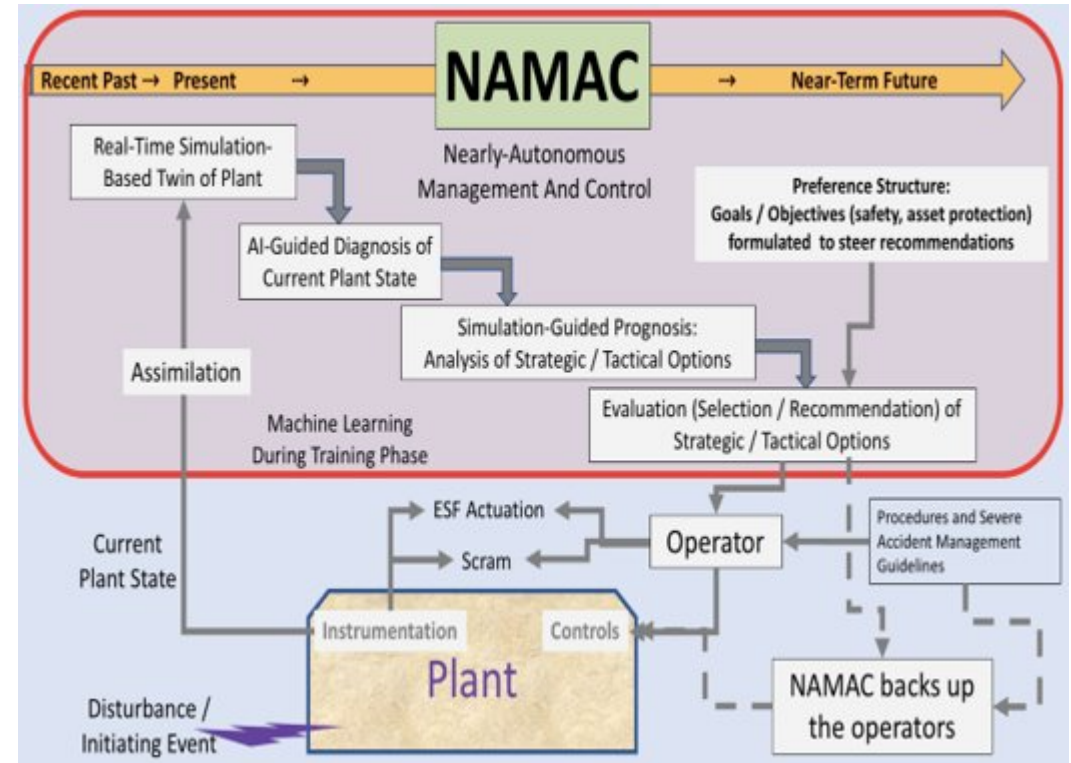 NAMAC
Recent Past → Present →
→ Near-Term Future
Nearly-Autonomous
Management And Control
Real-Time Simulation-
Based Twin of Plant
Preference Structure:
Goals / Objectives (safety, asset protection)
formulated to steer recommendations
AI-Guided Diagnosis of
Current Plant State
Simulation-Guided Prognosis:
Analysis of Strategic / Tactical Options
Assimilation
Evaluation (Selection / Recommendation) of
Strategic / Tactical Options
Machine Learning
During Training Phase
ESF Actuation
Scram
Operator
Procedures and Severe
Accident Management
Guidelines
Current
Plant State
Instrumentation
Controls
Plant
NAMAC backs up
the operators
Disturbance /
Initiating Event